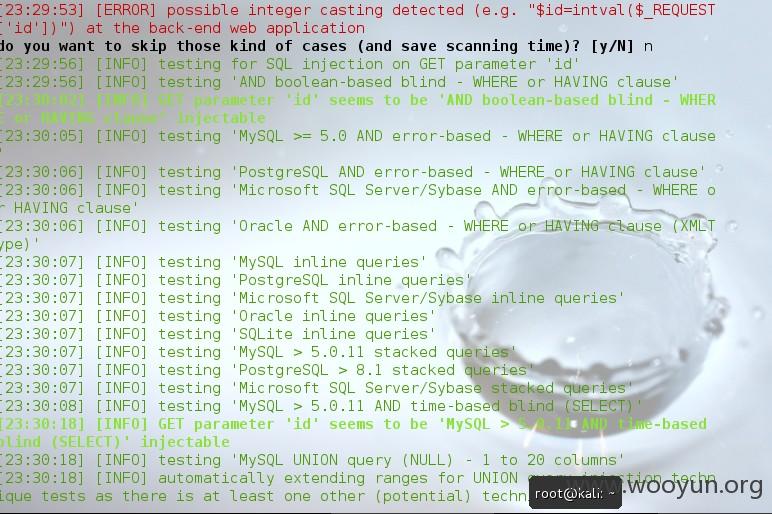 [23:29:53] [ERROR] possible integer casting detected (e.g. "$id=intval($_REQUEST
['id'])") at the back-end web application
do you want to skip those kind of cases (and save scanning time)? [y/N] n
[23:29:56] [INFO] testing for SQL injection on GET parameter 'id'
[23:29:56] [INFO] testing 'AND boolean-based blind - WHERE or HAVING clause'
[23:30:02] [INFO] GET parameter 'id' seems to be 'AND boolean-based blind - WHER
E or HAVING clause' injectable
[23:30:05] [INFO] testing 'MySQL >= 5.0 AND error-based - WHERE or HAVING clause
'
[23:30:06] [INFO] testing 'PostgreSQL AND error-based - WHERE or HAVING clause'
[23:30:06] [INFO] testing 'Microsoft SQL Server/Sybase AND error-based - WHERE o
r HAVING clause'
[23:30:06] [INFO] testing 'Oracle AND error-based - WHERE or HAVING clause (XMLT
ype)'
[23:30:07] [INFO] testing 'MySQL inline queries'
[23:30:07] [INFO] testing 'PostgreSQL inline queries'
[23:30:07] [INFO] testing 'Microsoft SQL Server/Sybase inline queries'
[23:30:07] [INFO] testing 'Oracle inline queries'
[23:30:07] [INFO] testing 'SQLite inline queries'
[23:30:07] [INFO] testing 'MySQL > 5.0.11 stacked queries'
[23:30:07] [INFO] testing 'PostgreSQL > 8.1 stacked queries'
[23:30:07] [INFO] testing 'Microsoft SQL Server/Sybase stacked queries'
[23:30:08] [INFO] testing 'MySQL > 5.0.11 AND time-based blind (SELECT)'
[23:30:18] [INFO] GET parameter 'id' seems to be 'MySQL > 5.0.11 AND time-based
blind (SELECT)' injectable
[23:30:18] [INFO] testing 'MySQL UNION query (NULL) - 1 to 20 columns'
[23:30:18] [INFO] automatically extending ranges for UNION query injection techn
ique tests as there is at least one other (potential)
root@kali: ~
www.wooyun.org